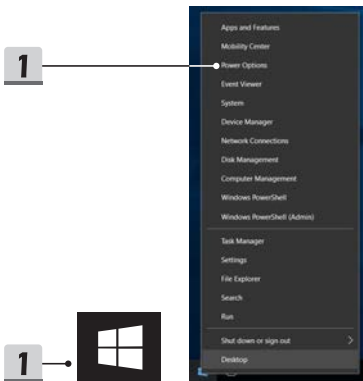 Apps and Features
Mobility Center
1
Power Options
Event Viewer
System
Device Manager
Network Connections
Disk Management
Computer Management
Windows PowerShell
Windows PowerShell (Admin)
Task Manager
Settings
File Explorer
Search
Run
Shut down or sign out
1
Desktop